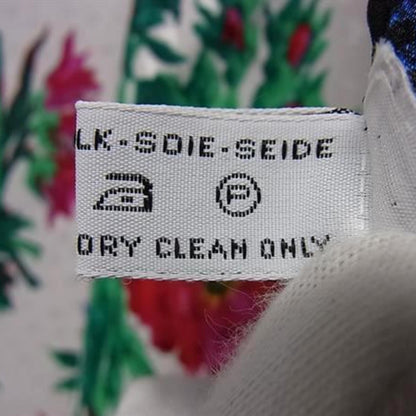 LK-SOIE-SEIDE
P
DRY CLEAN ONLY